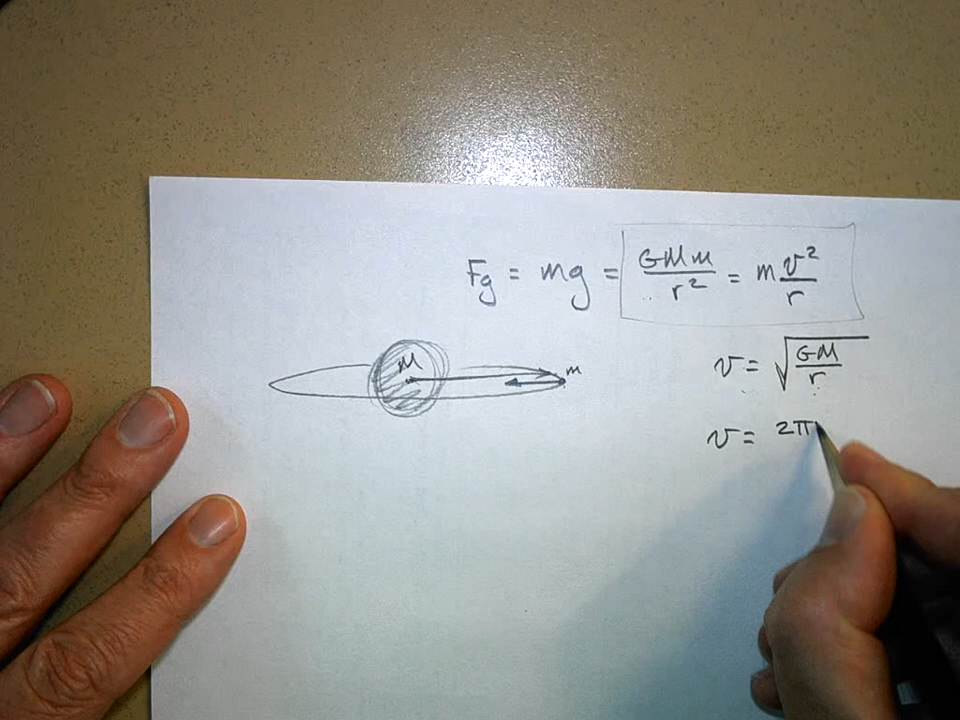 Fg = mg = GMm/r² = m v²/r
M
m
v = √(GM/r)
v = 2π